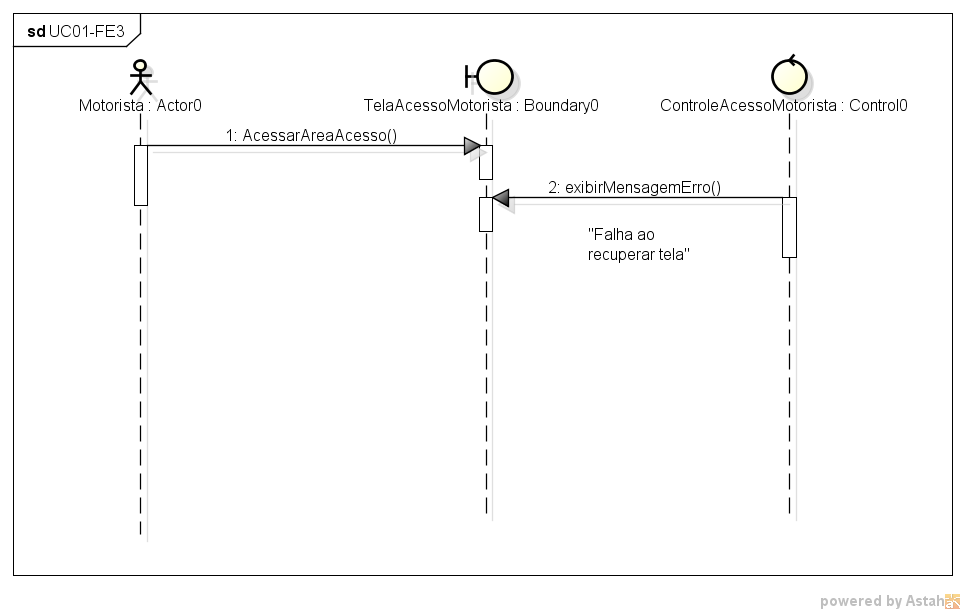 sd UC01-FE3
Motorista : Actor0
TelaAcessoMotorista : Boundary0
ControleAcessoMotorista : Control0
1: AcessarAreaAcesso()
2: exibirMensagemErro()
"Falha ao
recuperar tela"
powered by Astah